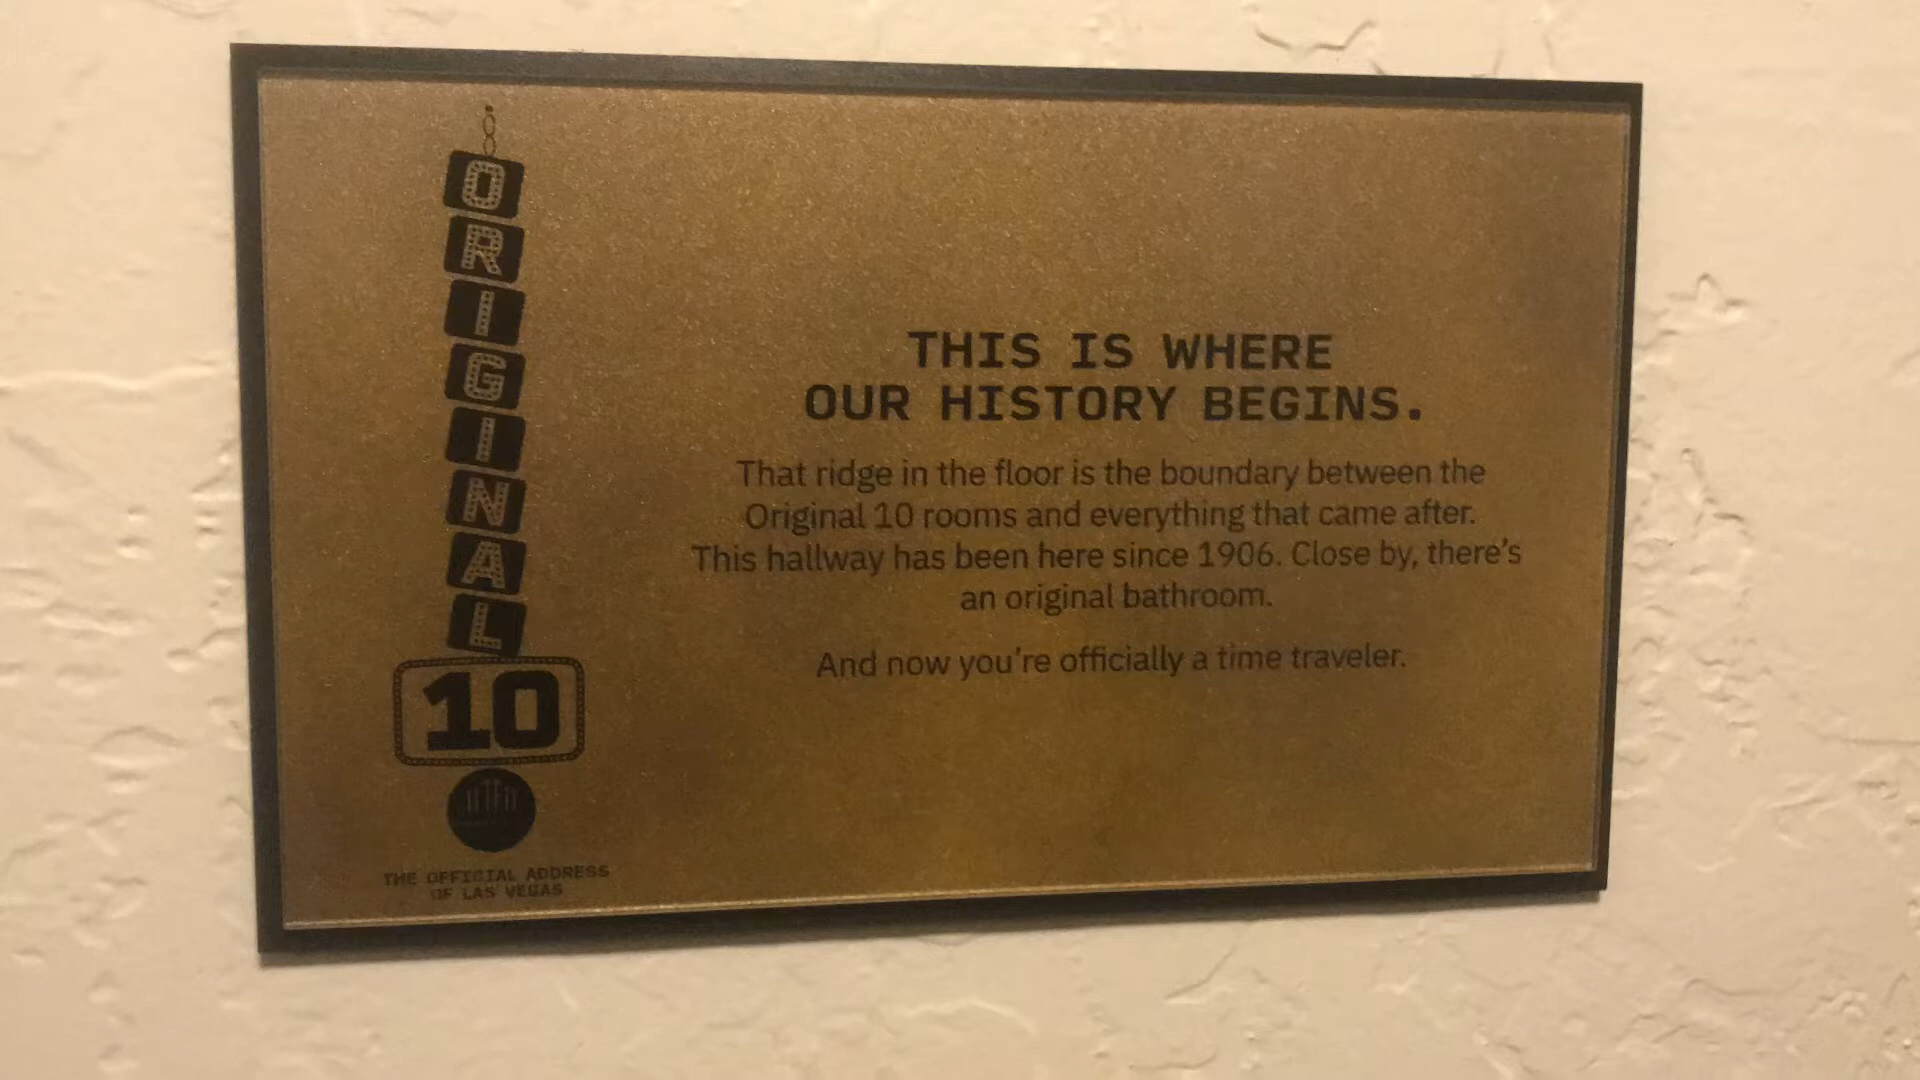 ORIGINAL
10
THE OFFICIAL ADDRESS
OF LAS VEGAS
THIS IS WHERE
OUR HISTORY BEGINS.
That ridge in the floor is the boundary between the
Original 10 rooms and everything that came after.
This hallway has been here since 1906. Close by, there's
an original bathroom.
And now you're officially a time traveler.